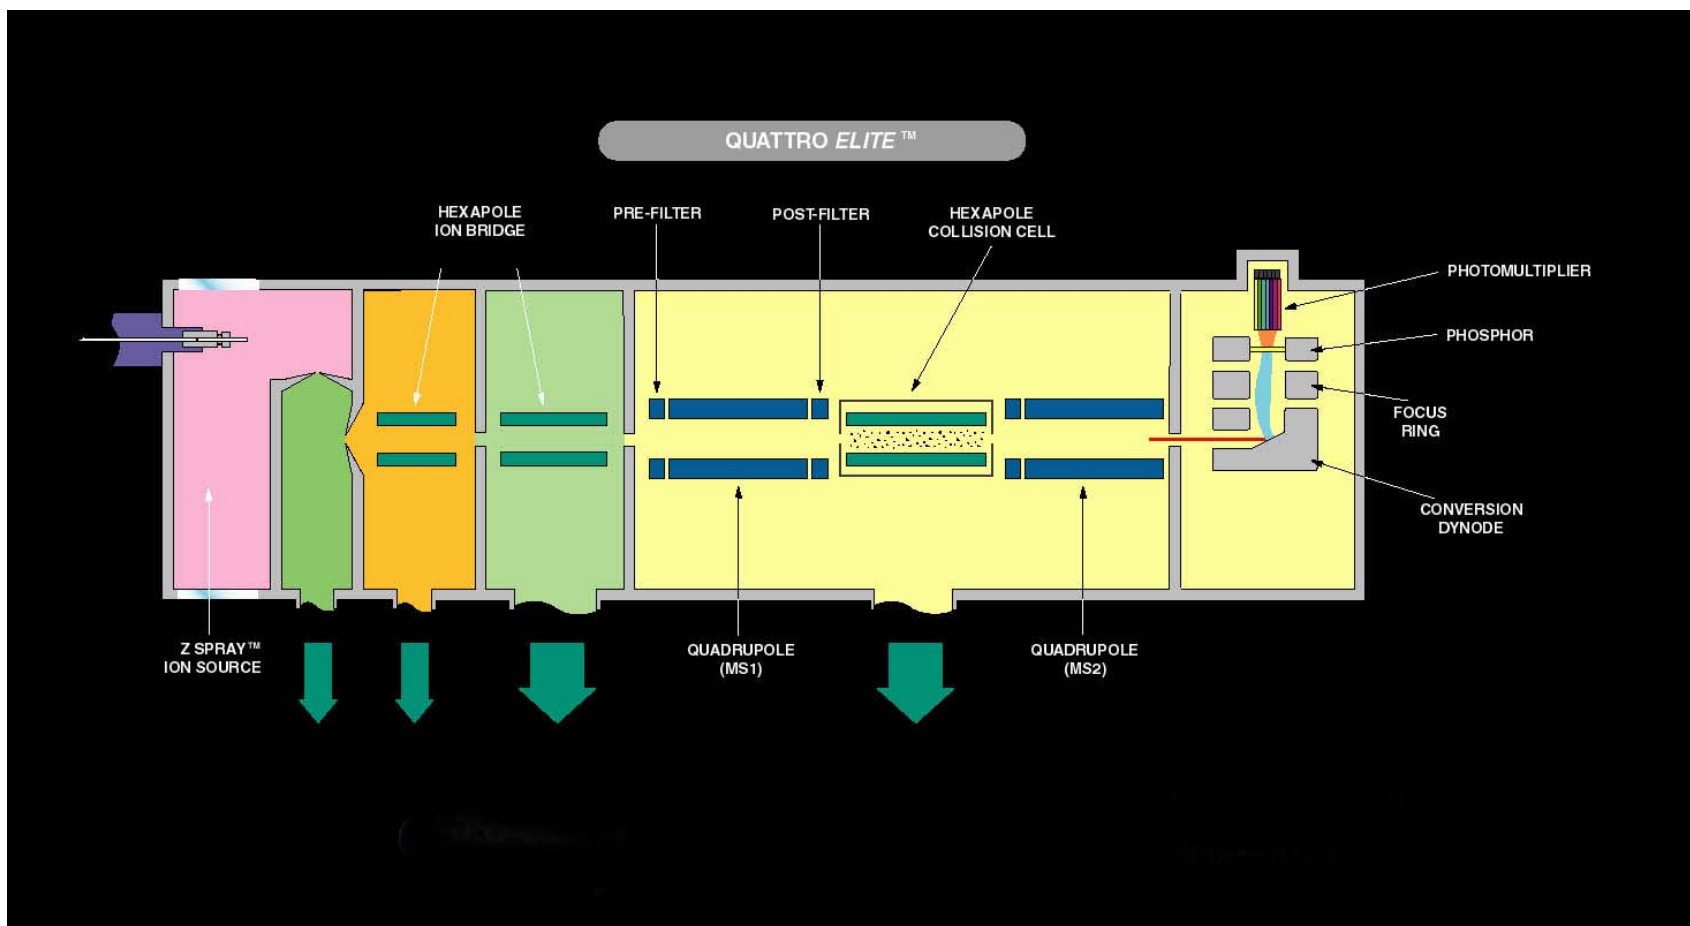 QUATTRO ELITE™
HEXAPOLE
ION BRIDGE
PRE-FILTER
POST-FILTER
HEXAPOLE
COLLISION CELL
PHOTOMULTIPLIER
PHOSPHOR
FOCUS
RING
CONVERSION
DYNODE
Z SPRAY™
ION SOURCE
QUADRUPOLE
(MS1)
QUADRUPOLE
(MS2)